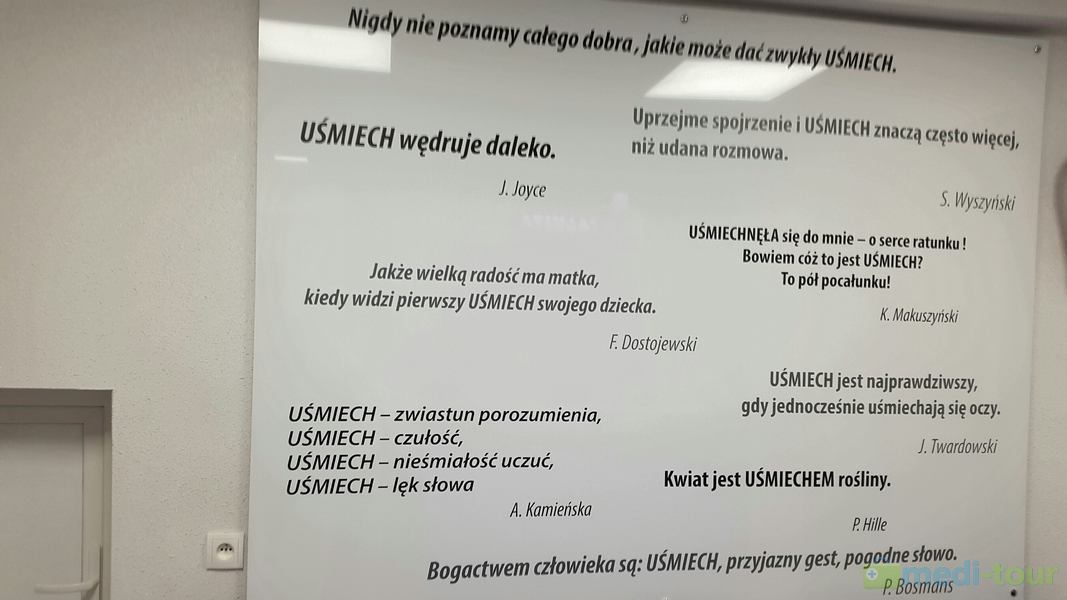 Nigdy nie poznamy całego dobra, jakie może dać zwykły UŚMIECH.
UŚMIECH wędruje daleko.
J. Joyce
Uprzejme spojrzenie i UŚMIECH znaczą często więcej,
niż udana rozmowa.
S. Wyszyński
UŚMIECHNĘŁA się do mnie – o serce ratunku !
Bowiem cóż to jest UŚMIECH?
To pół pocałunku!
K. Makuszyński
Jakże wielką radość ma matka,
kiedy widzi pierwszy UŚMIECH swojego dziecka.
F. Dostojewski
UŚMIECH jest najprawdziwszy,
gdy jednocześnie uśmiechają się oczy.
J. Twardowski
UŚMIECH – zwiastun porozumienia,
UŚMIECH – czułość,
UŚMIECH – nieśmiałość uczuć,
UŚMIECH – lęk słowa
A. Kamieńska
Kwiat jest UŚMIECHEM rośliny.
P. Hille
Bogactwem człowieka są: UŚMIECH, przyjazny gest, pogodne słowo.
P. Bosmans
medi-tour